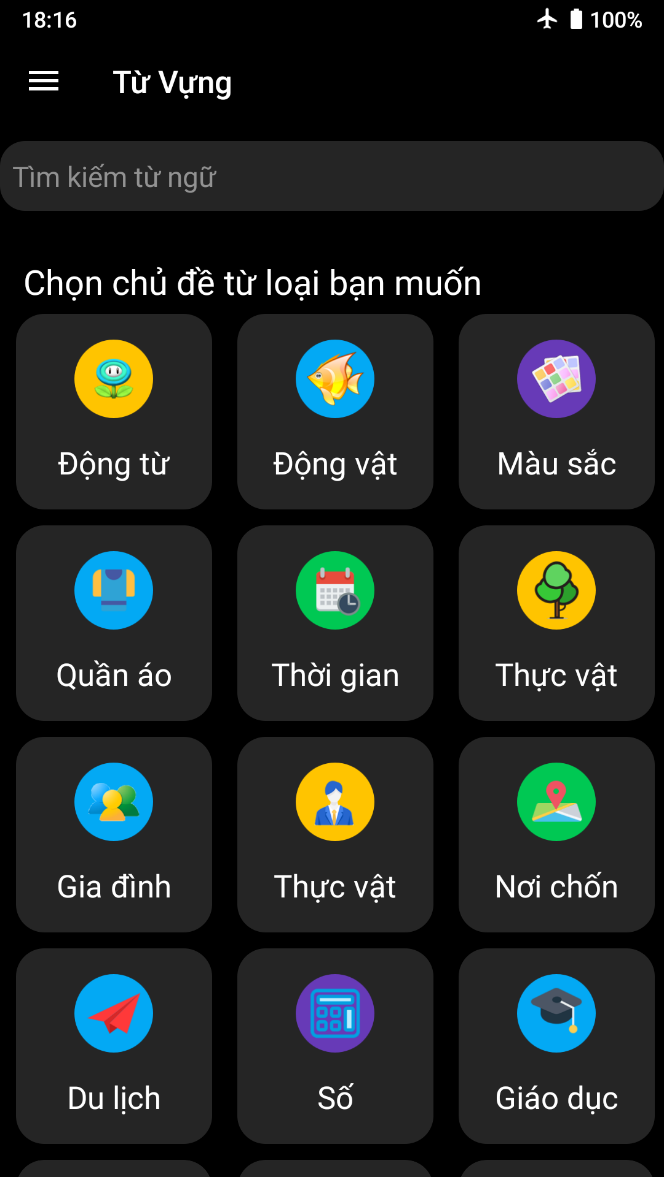 18:16 100%
Từ Vựng
Tìm kiếm từ ngữ
Chọn chủ đề từ loại bạn muốn
Động từ Động vật Màu sắc
Quần áo Thời gian Thực vật
Gia đình Thực vật Nơi chốn
Du lịch Số Giáo dục